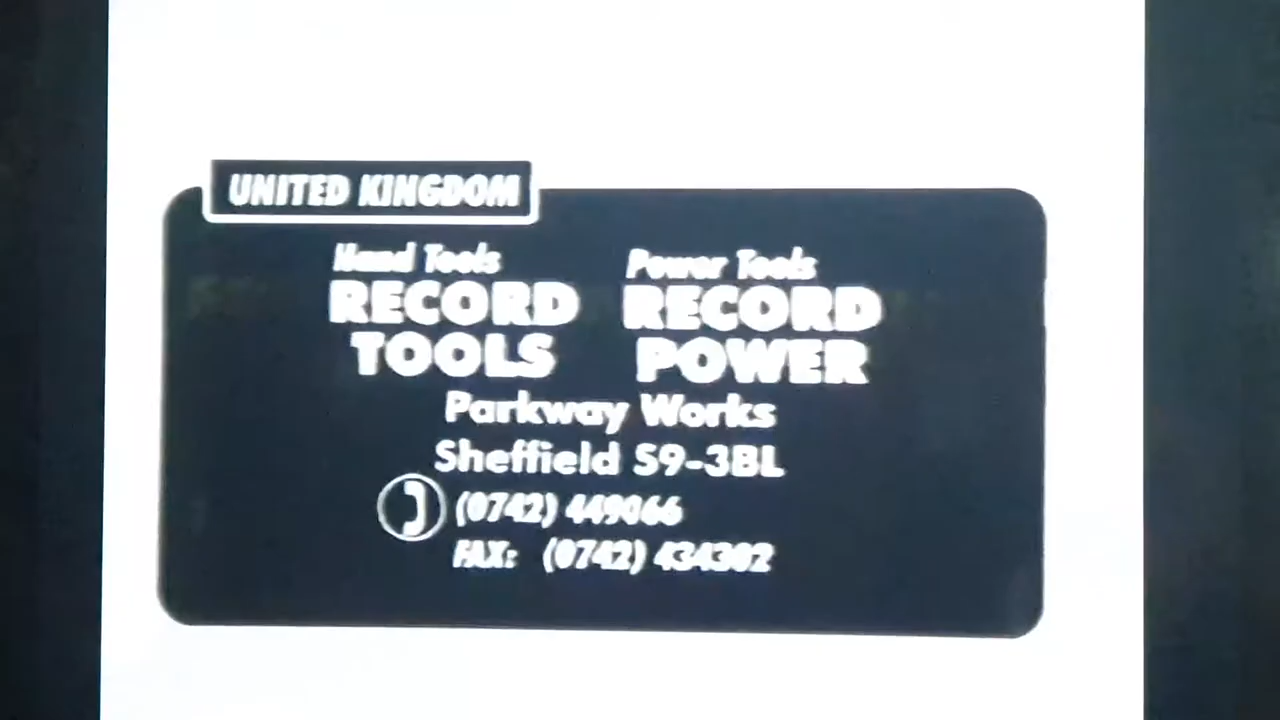 UNITED KINGDOM
Hand Tools
RECORD
TOOLS
Power Tools
RECORD
POWER
Parkway Works
Sheffield S9-3BL
(0742) 449066
FAX: (0742) 434302